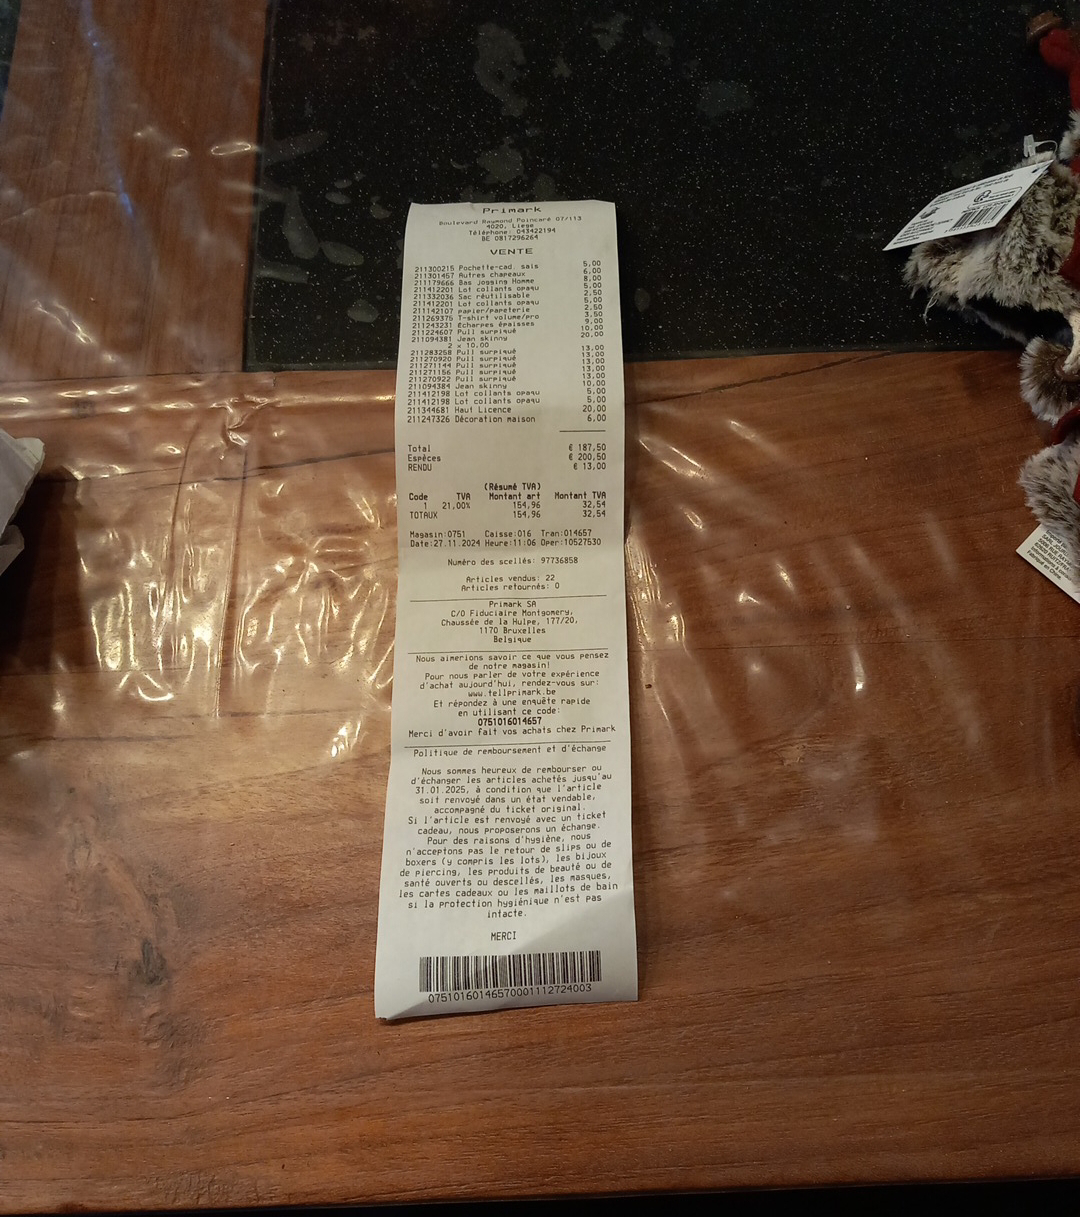 Primark
Boulevard Raymond Poincaré 07/113
4020, Liège
Téléphone: 043422194
BE 0817296264
VENTE
211300215 Pochette-cad. sais 5,00
211301457 Autres chapeaux 6,00
211179666 Bas jogging Homme 8,00
211412201 Lot collants opaqu 5,00
211332036 Sac réutilisable 2,50
211412201 Lot collants opaqu 5,00
211142107 papier/papeterie 2,50
211269375 T-shirt volume/pro 3,50
211243231 Écharpes épaisses 9,00
211224607 Pull surpiqué 10,00
211094381 Jean skinny 20,00
2 x 10,00
211283258 Pull surpiqué 13,00
211270920 Pull surpiqué 13,00
211271144 Pull surpiqué 13,00
211271156 Pull surpiqué 13,00
211270922 Pull surpiqué 13,00
211094384 Jean skinny 10,00
211412198 Lot collants opaqu 5,00
211412198 Lot collants opaqu 5,00
211344681 Haut Licence 20,00
211247326 Décoration maison 6,00
Total € 187,50
Espèces € 200,50
RENDU € 13,00
(Résumé TVA)
Code TVA Montant art Montant TVA
1 21,00% 154,96 32,54
TOTAUX 154,96 32,54
Magasin:0751 Caisse:016 Tran:014657
Date:27.11.2024 Heure:11:06 Oper:10527530
Numéro des scellés: 97736858
Articles vendus: 22
Articles retournés: 0
Primark SA
C/O Fiduciaire Montgomery,
Chaussée de la Hulpe, 177/20,
1170 Bruxelles
Belgique
Nous aimerions savoir ce que vous pensez
de notre magasin!
Pour nous parler de votre expérience
d'achat aujourd'hui, rendez-vous sur:
www.tellprimark.be
Et répondez à une enquête rapide
en utilisant ce code:
0751016014657
Merci d'avoir fait vos achats chez Primark
Politique de remboursement et d'échange
Nous sommes heureux de rembourser ou
d'échanger les articles achetés jusqu'au
31.01.2025, à condition que l'article
soit renvoyé dans un état vendable,
accompagné du ticket original.
Si l'article est renvoyé avec un ticket
cadeau, nous proposerons un échange.
Pour des raisons d'hygiène, nous
n'acceptons pas le retour de slips ou de
boxers (y compris les lots), les bijoux
de piercing, les produits de beauté ou de
santé ouverts ou descellés, les masques,
les cartes cadeaux ou les maillots de bain
si la protection hygiénique n'est pas
intacte.
MERCI
07510160146570001112724003
Fabriqué en Chine